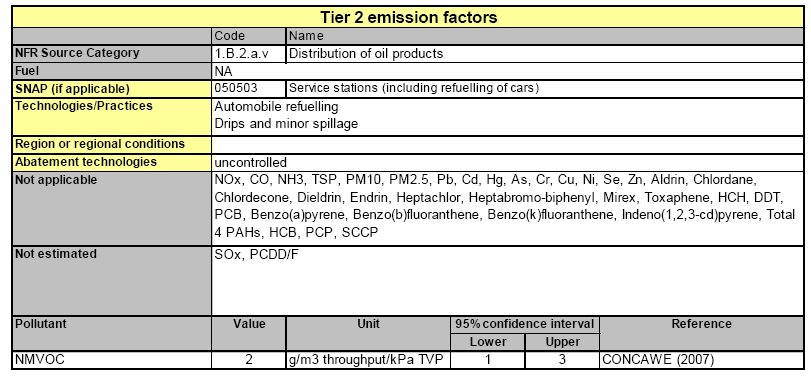 Tier 2 emission factors
Code Name
NFR Source Category 1.B.2.a.v Distribution of oil products
Fuel NA
SNAP (if applicable) 050503 Service stations (including refuelling of cars)
Technologies/Practices Automobile refuelling
Drips and minor spillage
Region or regional conditions
Abatement technologies uncontrolled
Not applicable NOx, CO, NH3, TSP, PM10, PM2.5, Pb, Cd, Hg, As, Cr, Cu, Ni, Se, Zn, Aldrin, Chlordane,
Chlordecone, Dieldrin, Endrin, Heptachlor, Heptabromo-biphenyl, Mirex, Toxaphene, HCH, DDT,
PCB, Benzo(a)pyrene, Benzo(b)fluoranthene, Benzo(k)fluoranthene, Indeno(1,2,3-cd)pyrene, Total
4 PAHs, HCB, PCP, SCCP
Not estimated SOx, PCDD/F
Pollutant Value Unit 95% confidence interval Reference
Lower Upper
NMVOC 2 g/m3 throughput/kPa TVP 1 3 CONCAWE (2007)